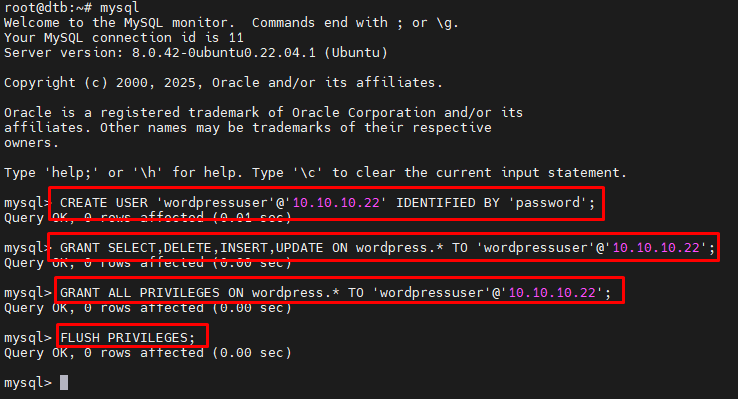 root@dtb:~# mysql
Welcome to the MySQL monitor.  Commands end with ; or \g.
Your MySQL connection id is 11
Server version: 8.0.42-0ubuntu0.22.04.1 (Ubuntu)
Copyright (c) 2000, 2025, Oracle and/or its affiliates.
Oracle is a registered trademark of Oracle Corporation and/or its
affiliates. Other names may be trademarks of their respective
owners.
Type 'help;' or '\h' for help. Type '\c' to clear the current input statement.
mysql> CREATE USER 'wordpressuser'@'10.10.10.22' IDENTIFIED BY 'password';
Query OK, 0 rows affected (0.01 sec)
mysql> GRANT SELECT,DELETE,INSERT,UPDATE ON wordpress.* TO 'wordpressuser'@'10.10.10.22';
Query OK, 0 rows affected (0.00 sec)
mysql> GRANT ALL PRIVILEGES ON wordpress.* TO 'wordpressuser'@'10.10.10.22';
Query OK, 0 rows affected (0.00 sec)
mysql> FLUSH PRIVILEGES;
Query OK, 0 rows affected (0.00 sec)
mysql>